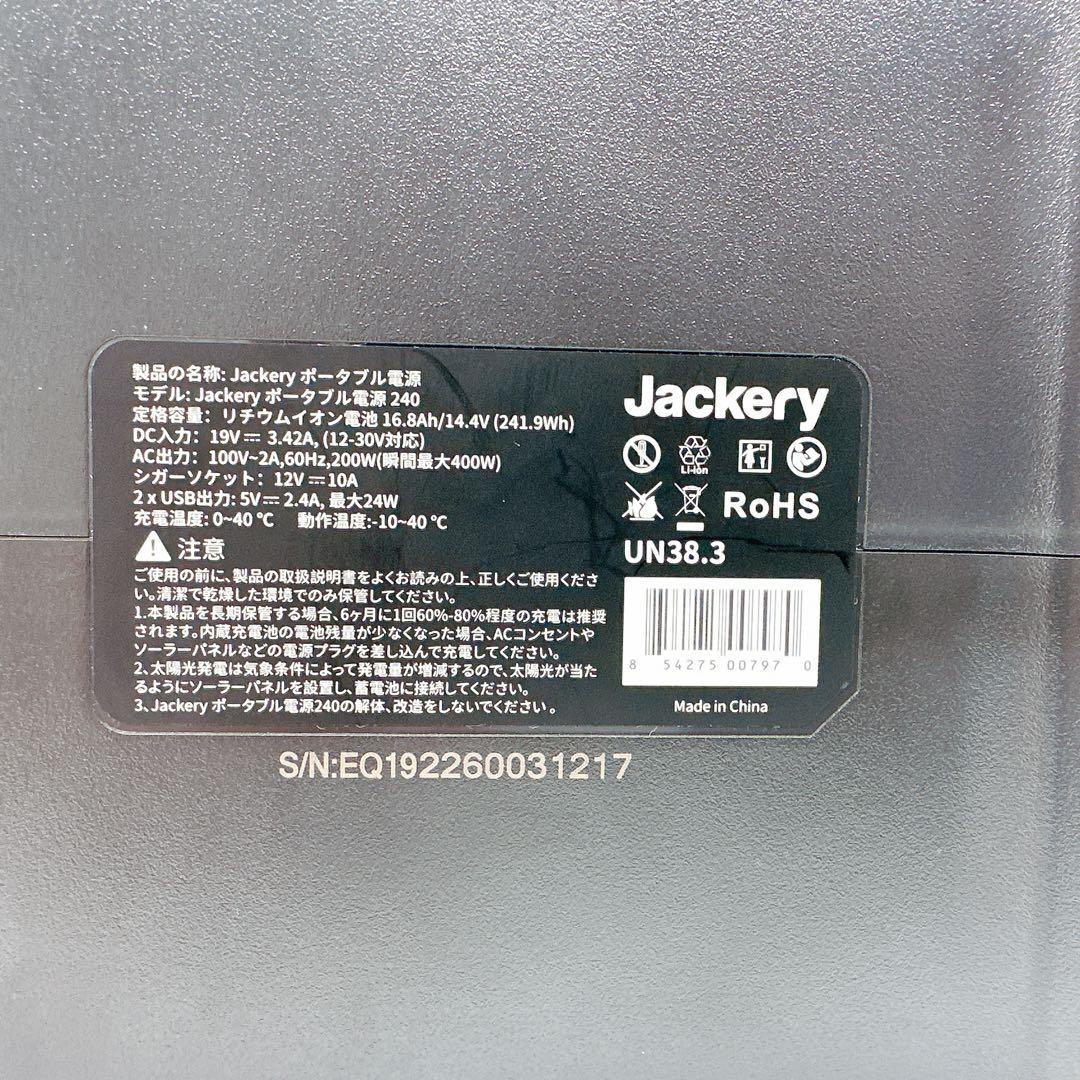 製品の名称: Jackery ポータブル電源
モデル: Jackery ポータブル電源 240
定格容量：リチウムイオン電池 16.8Ah/14.4V (241.9Wh)
DC入力：19V⎓3.42A, (12-30V対応)
AC出力：100V~2A,60Hz,200W(瞬間最大400W)
シガーソケット：12V⎓10A
2 x USB出力: 5V⎓2.4A, 最大24W
充電温度: 0~40 ℃ 動作温度:-10~40 ℃
注意
ご使用の前に、製品の取扱説明書をよくお読みの上、正しくご使用くださ
い。清潔で乾燥した環境でのみ保管してください。
1.本製品を長期保管する場合、6ヶ月に1回60%-80%程度の充電は推奨
されます。内蔵充電池の電池残量が少なくなった場合、ACコンセントや
ソーラーパネルなどの電源プラグを差し込んで充電してください。
2、太陽光発電は気象条件によって発電量が増減するので、太陽光が当た
るようにソーラーパネルを設置し、蓄電池に接続してください。
3、Jackery ポータブル電源240の解体、改造をしないでください。
Jackery
Li-ion
RoHS
UN38.3
8 54275 00797 0
Made in China
S/N:EQ192260031217